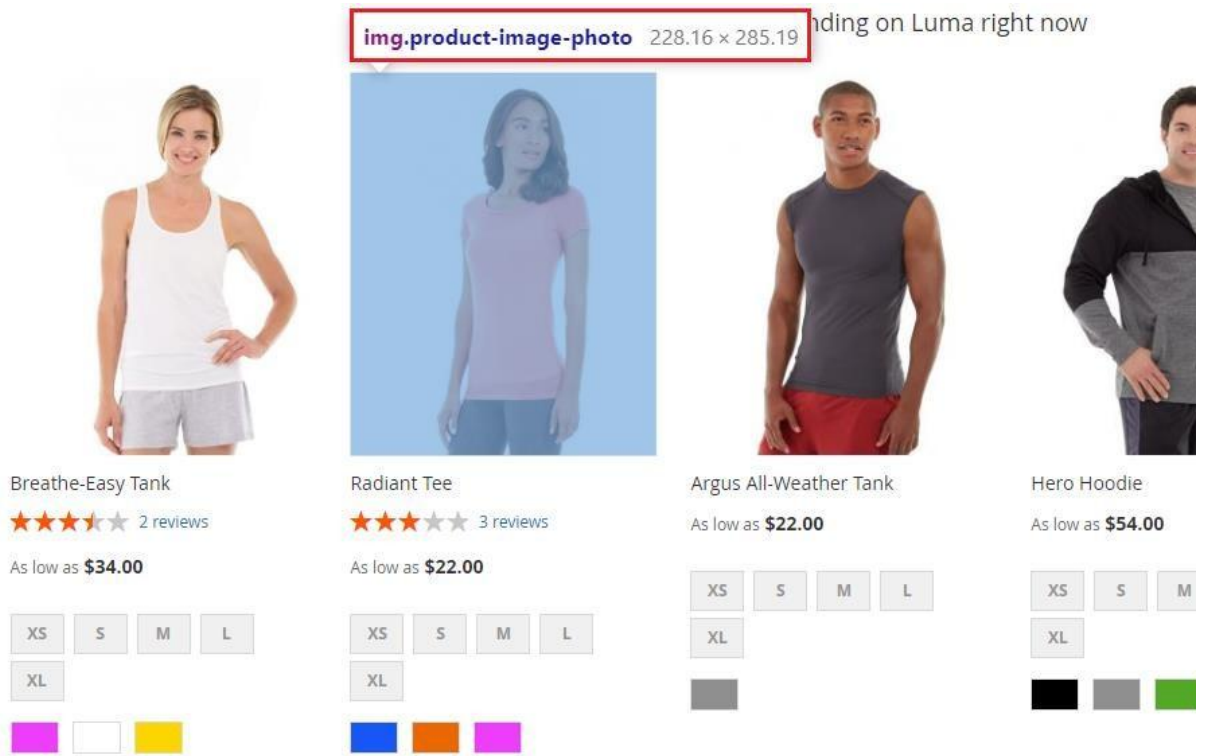 img.product-image-photo 228.16 × 285.19
nding on Luma right now
Breathe-Easy Tank
2 reviews
As low as $34.00
XS S M L
XL
Radiant Tee
3 reviews
As low as $22.00
XS S M L
XL
Argus All-Weather Tank
As low as $22.00
XS S M L
XL
Hero Hoodie
As low as $54.00
XS S M
XL